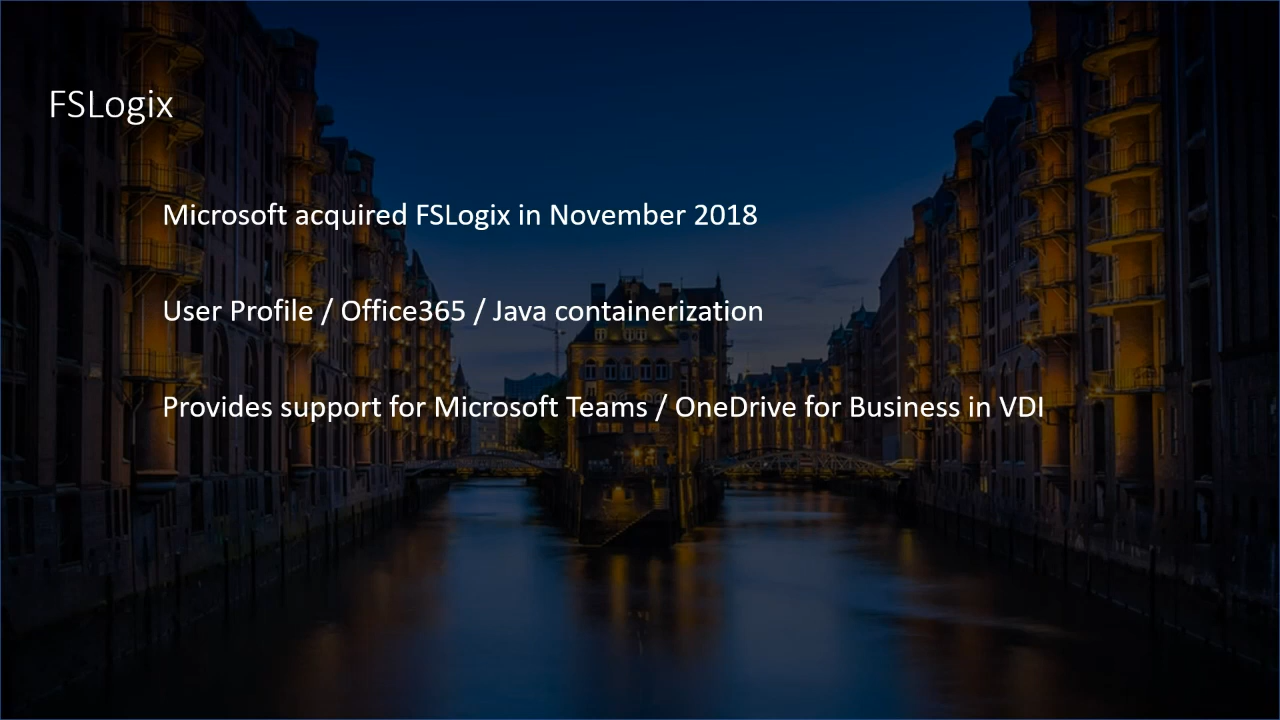 FSLogix
Microsoft acquired FSLogix in November 2018
User Profile / Office365 / Java containerization
Provides support for Microsoft Teams / OneDrive for Business in VDI